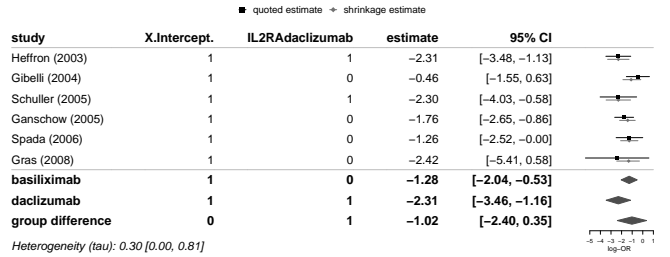 quoted estimate shrinkage estimate
study X.Intercept. IL2RAdaclizumab estimate 95% CI
Heffron (2003) 1 1 −2.31 [−3.48, −1.13]
Gibelli (2004) 1 0 −0.46 [−1.55, 0.63]
Schuller (2005) 1 1 −2.30 [−4.03, −0.58]
Ganschow (2005) 1 0 −1.76 [−2.65, −0.86]
Spada (2006) 1 0 −1.26 [−2.52, −0.00]
Gras (2008) 1 0 −2.42 [−5.41, 0.58]
basiliximab 1 0 −1.28 [−2.04, −0.53]
daclizumab 1 1 −2.31 [−3.46, −1.16]
group difference 0 1 −1.02 [−2.40, 0.35]
−5 −4 −3 −2 −1 0 1
log−OR
Heterogeneity (tau): 0.30 [0.00, 0.81]